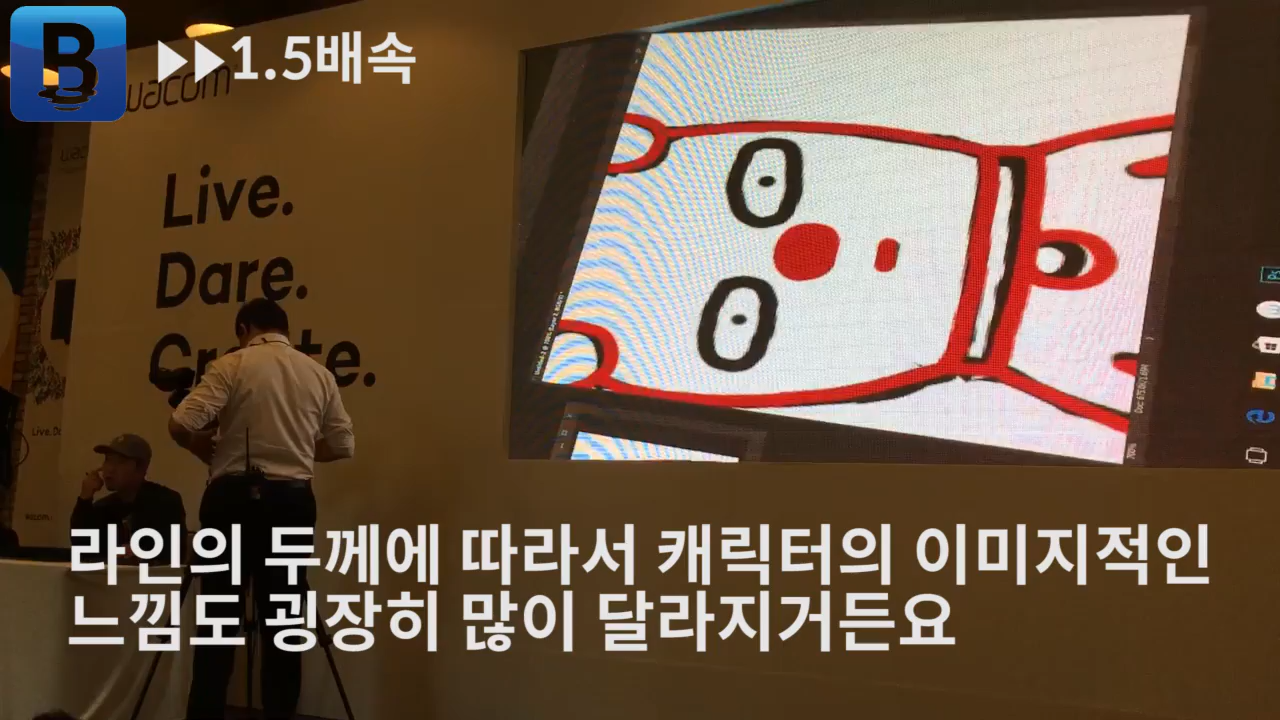 B
▶▶1.5배속
wacom
Live.
Dare.
Create.
라인의 두께에 따라서 캐릭터의 이미지적인
느낌도 굉장히 많이 달라지거든요